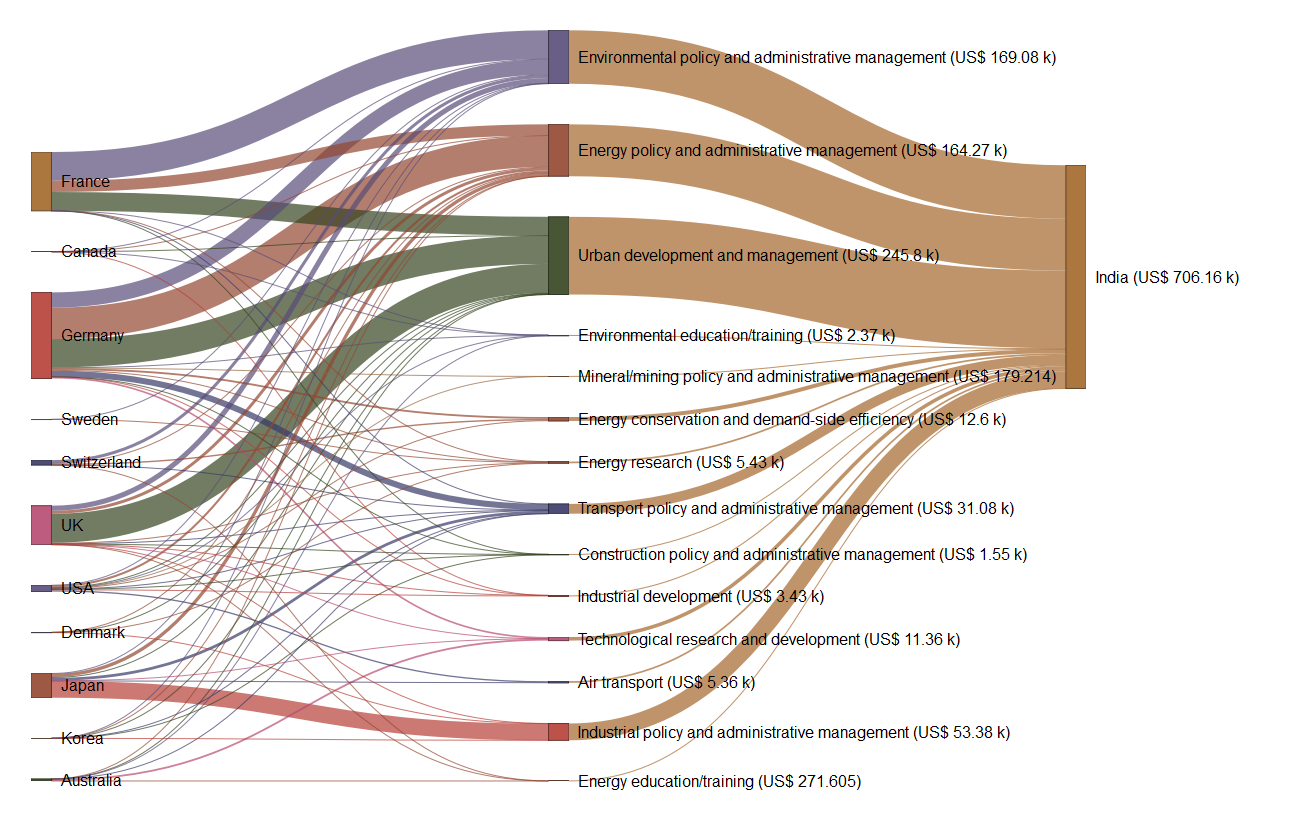 France
Canada
Germany
Sweden
Switzerland
UK
USA
Denmark
Japan
Korea
Australia
Environmental policy and administrative management (US$ 169.08 k)
Energy policy and administrative management (US$ 164.27 k)
Urban development and management (US$ 245.8 k)
Environmental education/training (US$ 2.37 k)
Mineral/mining policy and administrative management (US$ 179.214)
Energy conservation and demand-side efficiency (US$ 12.6 k)
Energy research (US$ 5.43 k)
Transport policy and administrative management (US$ 31.08 k)
Construction policy and administrative management (US$ 1.55 k)
Industrial development (US$ 3.43 k)
Technological research and development (US$ 11.36 k)
Air transport (US$ 5.36 k)
Industrial policy and administrative management (US$ 53.38 k)
Energy education/training (US$ 271.605)
India (US$ 706.16 k)